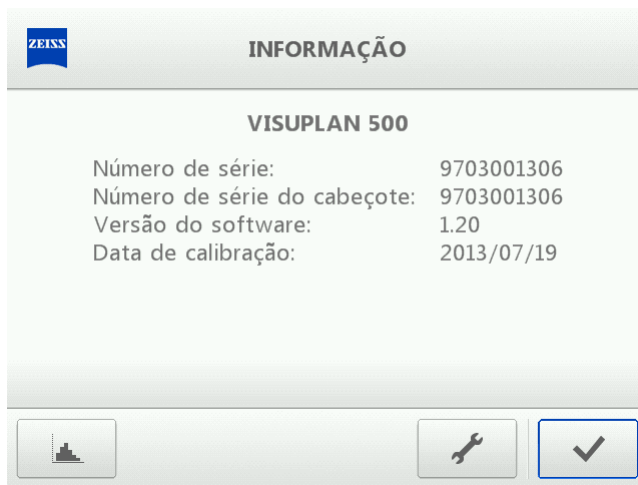 ZEISS
INFORMAÇÃO
VISUPLAN 500
Número de série: 9703001306
Número de série do cabeçote: 9703001306
Versão do software: 1.20
Data de calibração: 2013/07/19